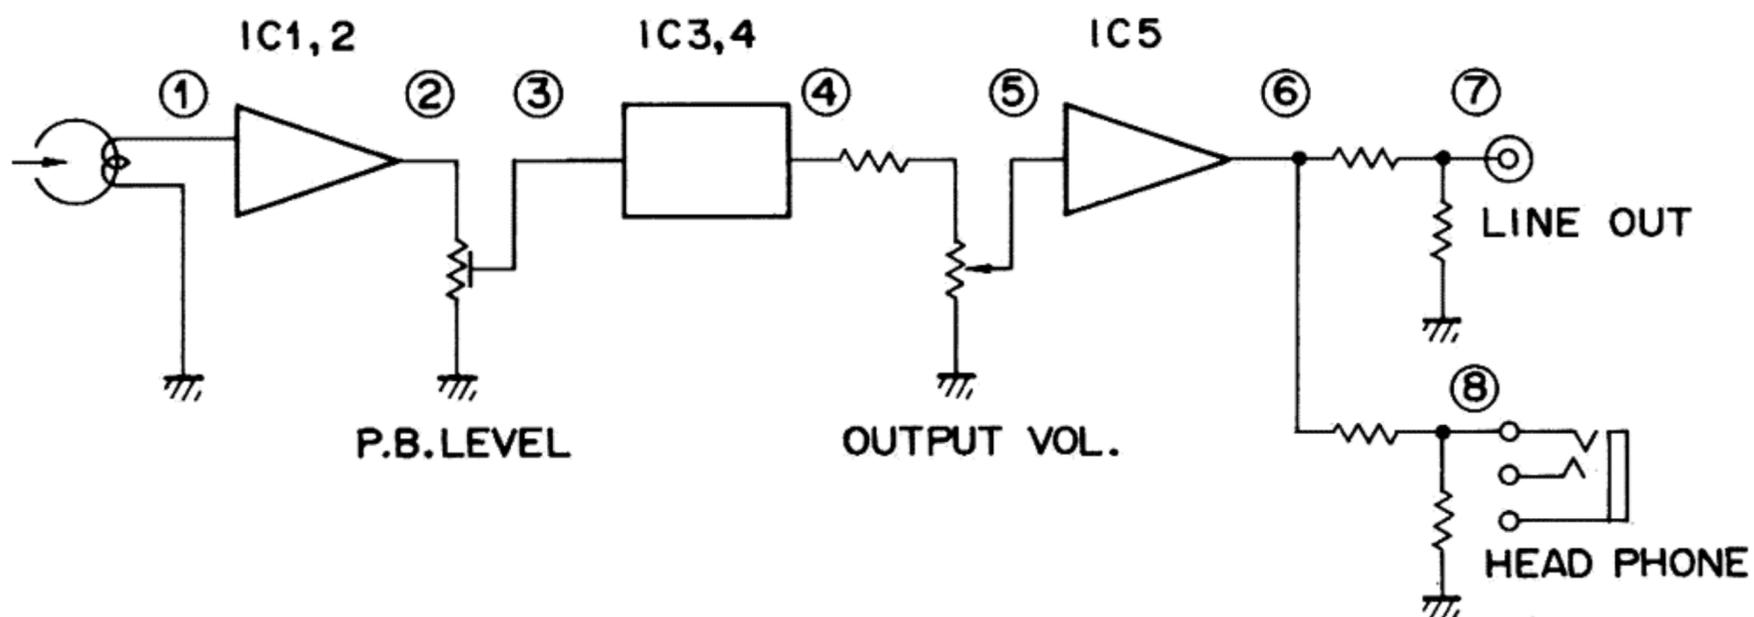 IC1,2
IC3,4
IC5
① ② ③ ④ ⑤ ⑥ ⑦
LINE OUT
⑧
P.B.LEVEL
OUTPUT VOL.
HEAD PHONE